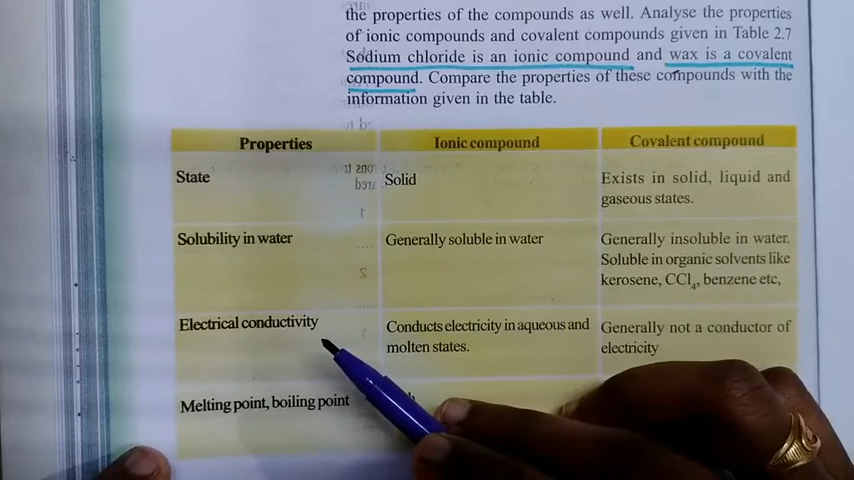 the properties of the compounds as well. Analyse the properties
of ionic compounds and covalent compounds given in Table 2.7
Sodium chloride is an ionic compound and wax is a covalent
compound. Compare the properties of these compounds with the
information given in the table.
Properties Ionic compound Covalent compound
State Solid Exists in solid, liquid and
gaseous states.
Solubility in water Generally soluble in water Generally insoluble in water.
Soluble in organic solvents like
kerosene, CCl₄, benzene etc,
Electrical conductivity Conducts electricity in aqueous and Generally not a conductor of
molten states. electricity
Melting point, boiling point